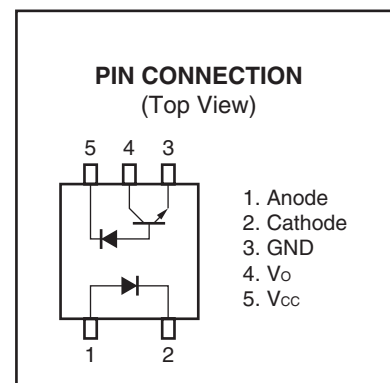 PIN CONNECTION
(Top View)
5 4 3
1. Anode
2. Cathode
3. GND
4. VO
5. VCC
1 2